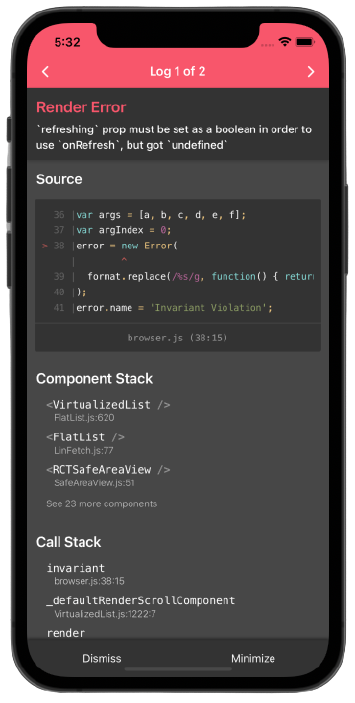 5:32
Log 1 of 2
Render Error
`refreshing` prop must be set as a boolean in order to
use `onRefresh`, but got `undefined`
Source
36 |var args = [a, b, c, d, e, f];
37 |var argIndex = 0;
> 38 |error = new Error(
| ^
39 | format.replace(/%s/g, function() { return
40 |);
41 |error.name = 'Invariant Violation';
browser.js (38:15)
Component Stack
<VirtualizedList />
FlatList.js:620
<FlatList />
LinFetch.js:77
<RCTSafeAreaView />
SafeAreaView.js:51
See 23 more components
Call Stack
invariant
browser.js:38:15
_defaultRenderScrollComponent
VirtualizedList.js:1222:7
render
Dismiss
Minimize